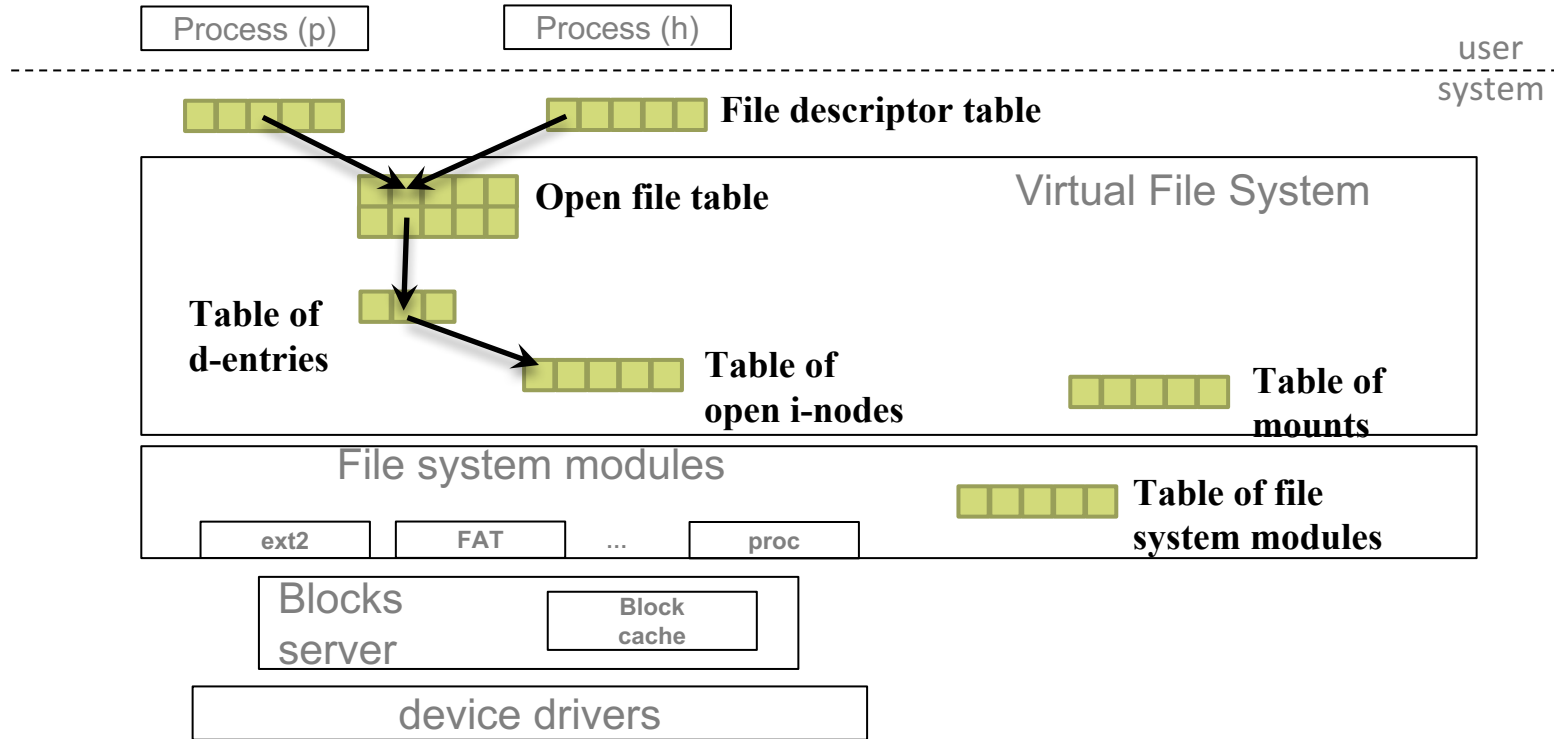 Process (p)
Process (h)
user
system
File descriptor table
Open file table
Virtual File System
Table of
d-entries
Table of
open i-nodes
Table of
mounts
File system modules
Table of file
system modules
ext2
FAT
...
proc
Blocks
server
Block
cache
device drivers